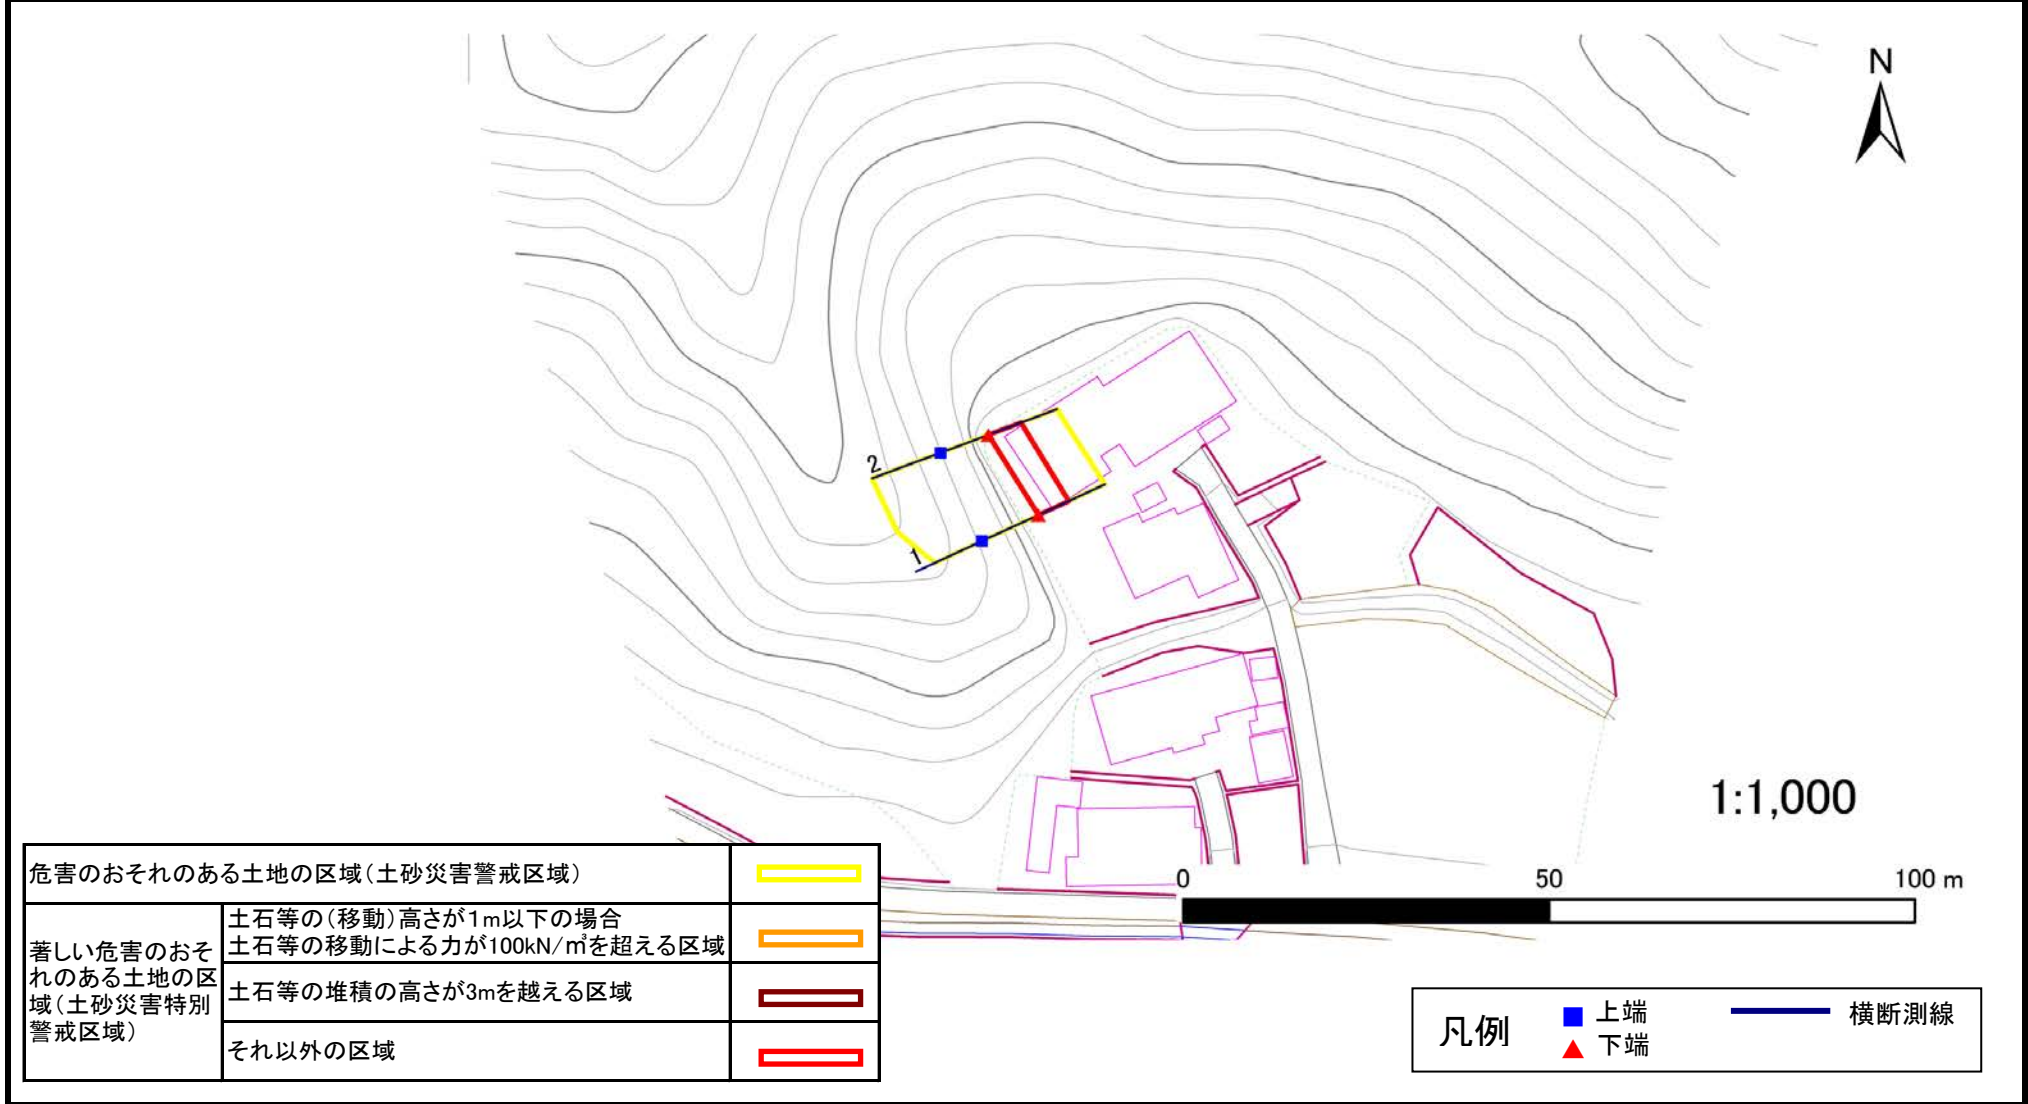 N
2
1
1:1,000
0 50 100 m
危害のおそれのある土地の区域(土砂災害警戒区域)
著しい危害のおそ
れのある土地の区
域(土砂災害特別
警戒区域)
土石等の(移動)高さが1m以下の場合
土石等の移動による力が100kN/㎡を超える区域
土石等の堆積の高さが3mを越える区域
それ以外の区域
凡例
上端
下端
横断測線